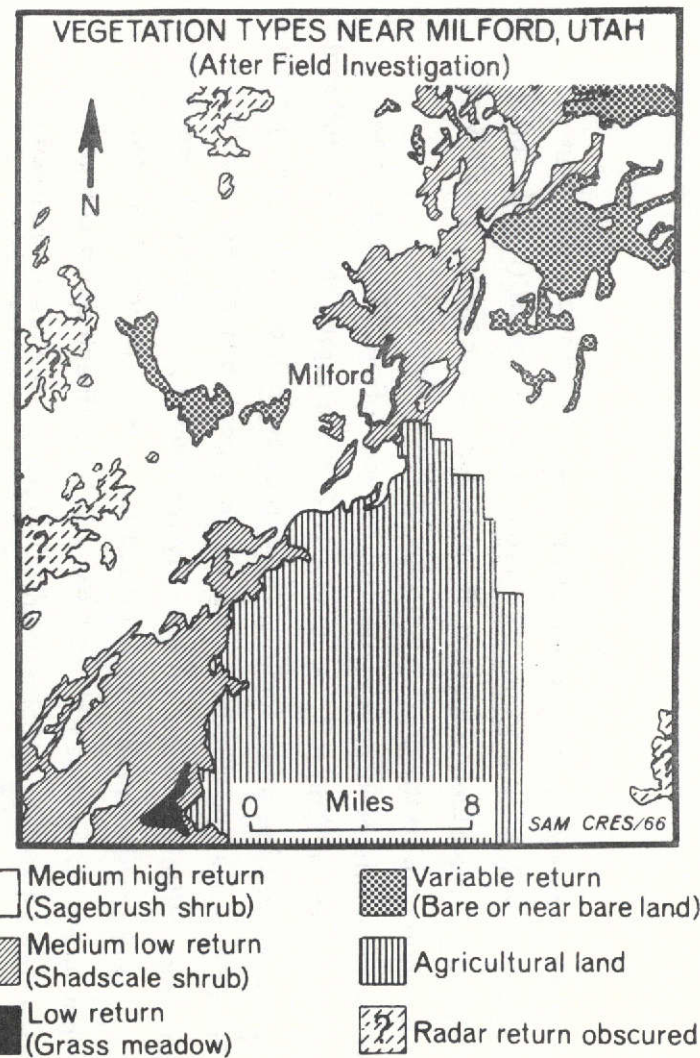 VEGETATION TYPES NEAR MILFORD, UTAH
(After Field Investigation)
N
?
Milford
?
?
0 Miles 8
SAM CRES/66
Medium high return
(Sagebrush shrub)
Medium low return
(Shadscale shrub)
Low return
(Grass meadow)
Variable return
(Bare or near bare land)
Agricultural land
? Radar return obscured